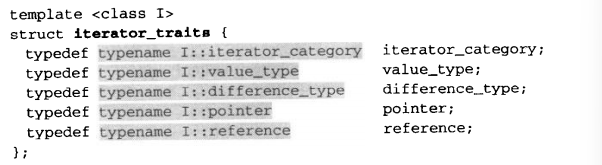 template <class I>
struct iterator_traits {
typedef typename I::iterator_category iterator_category;
typedef typename I::value_type value_type;
typedef typename I::difference_type difference_type;
typedef typename I::pointer pointer;
typedef typename I::reference reference;
};